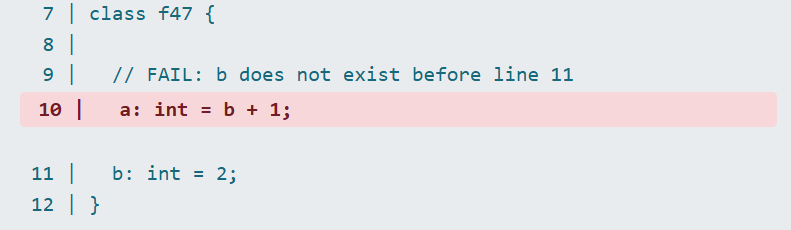 7 | class f47 {
8 |
9 |   // FAIL: b does not exist before line 11
10 |   a: int = b + 1;
11 |   b: int = 2;
12 | }